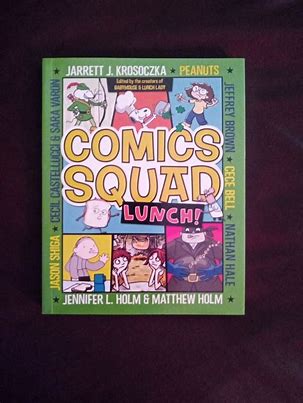 JARRETT J. KROSOCZKA ★ PEANUTS
Edited by the creators of
BABYMOUSE & LUNCH LADY
COMICS
SQUAD
LUNCH!
JEFFREY BROWN ★ CECE BELL ★ NATHAN HALE
JENNIFER L. HOLM & MATTHEW HOLM
JASON SHIGA ★ CECIL CASTELLUCCI & SARA VARON